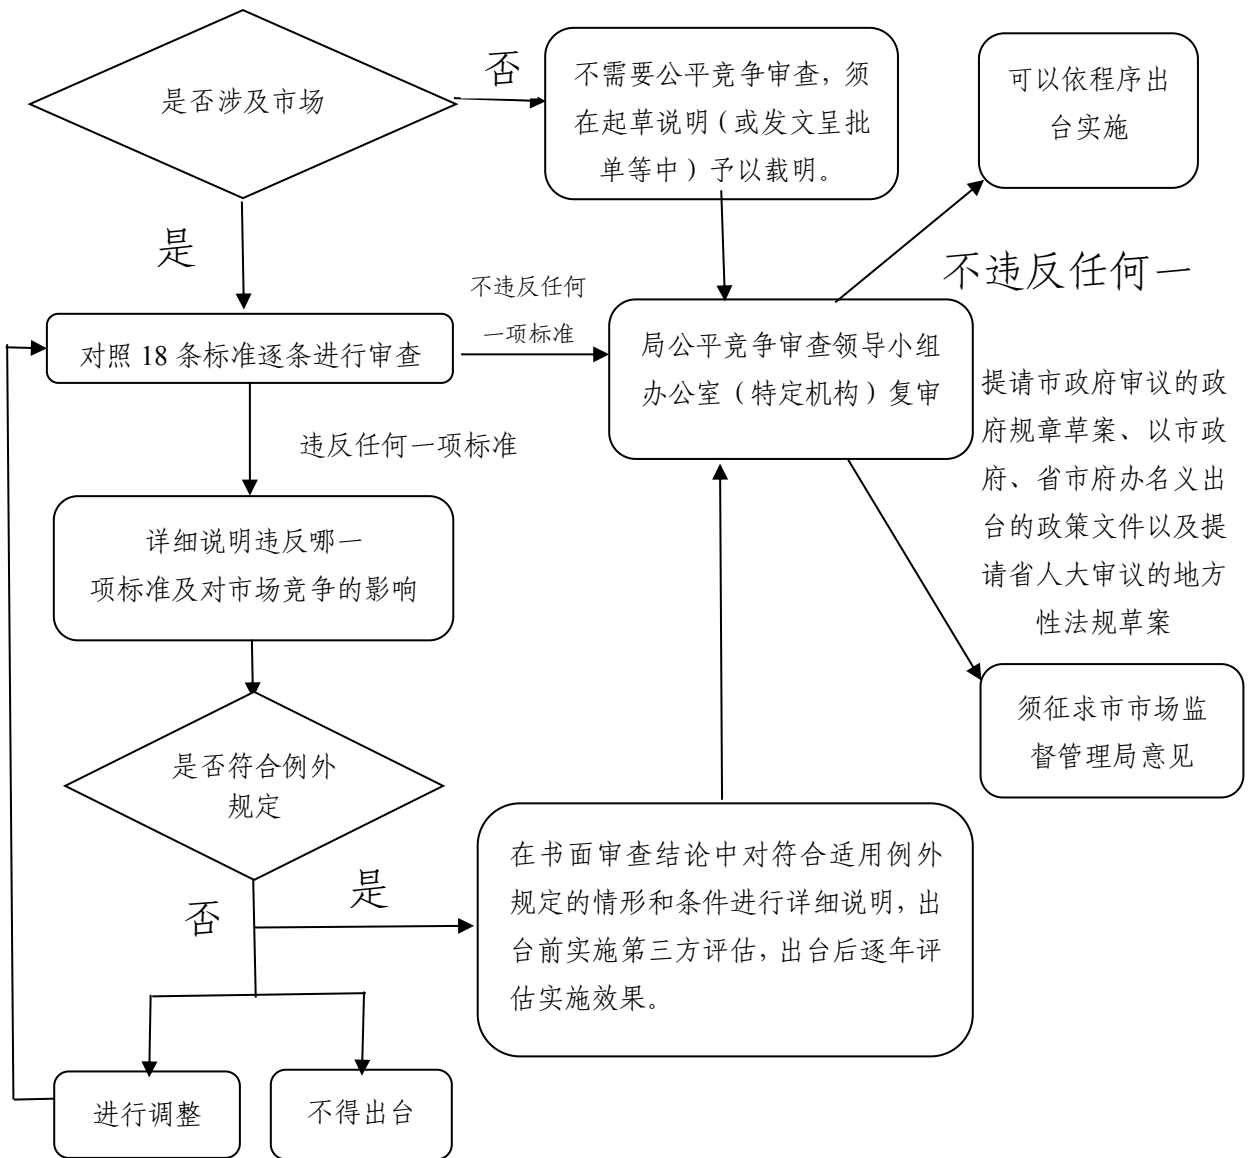 是否涉及市场
否
不需要公平竞争审查，须
在起草说明（或发文呈批
单等中）予以载明。
可以依程序出
台实施
是
不违反任何
一项标准
不违反任何一
对照 18 条标准逐条进行审查
局公平竞争审查领导小组
办公室（特定机构）复审
提请市政府审议的政
府规章草案、以市政
府、省市府办名义出
台的政策文件以及提
请省人大审议的地方
性法规草案
违反任何一项标准
详细说明违反哪一
项标准及对市场竞争的影响
须征求市市场监
督管理局意见
是否符合例外
规定
否
是
在书面审查结论中对符合适用例外
规定的情形和条件进行详细说明，出
台前实施第三方评估，出台后逐年评
估实施效果。
进行调整
不得出台